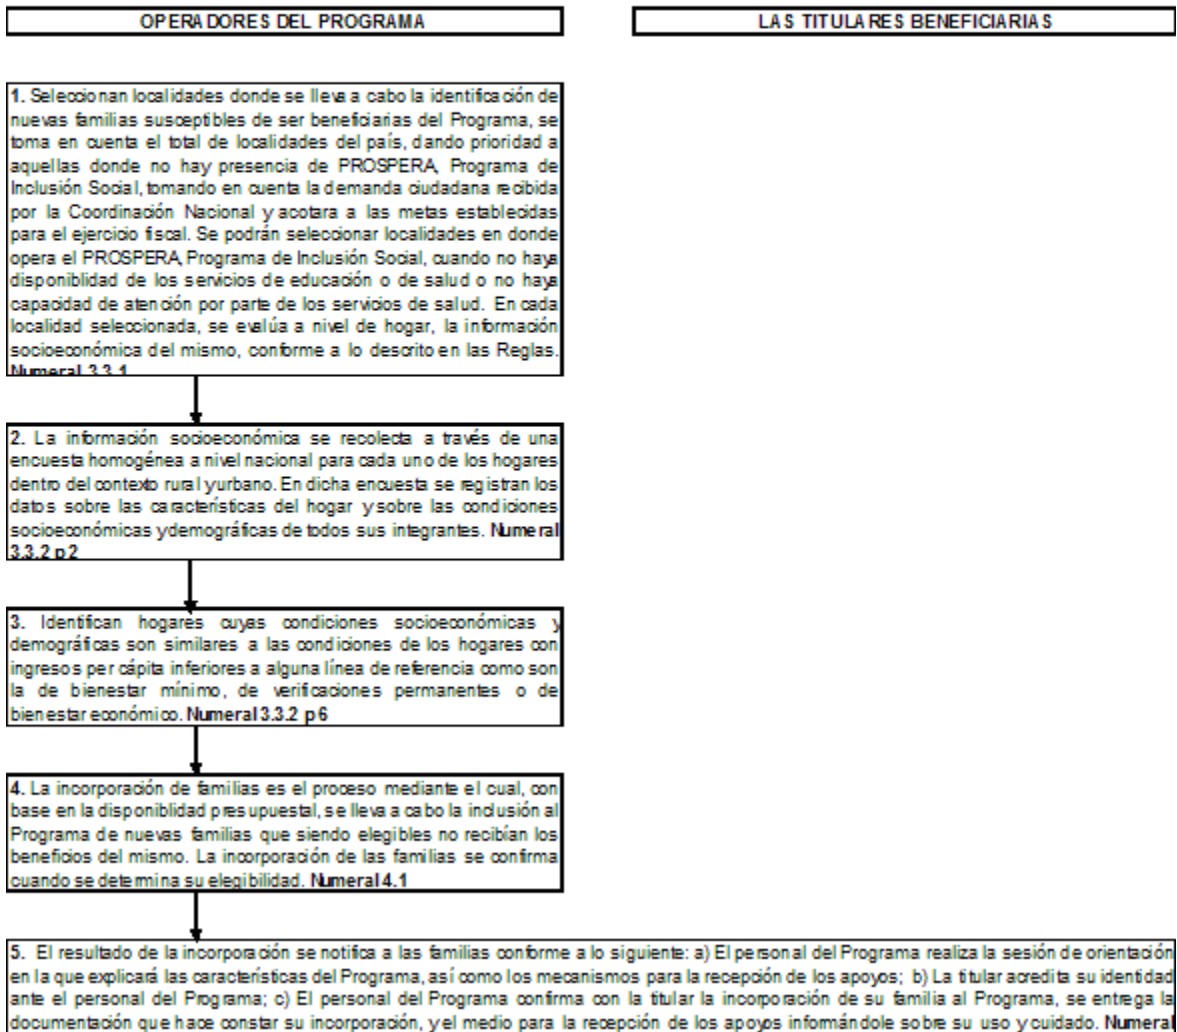 OPERADORES DEL PROGRAMA
LAS TITULARES BENEFICIARIAS
1. Seleccionan localidades donde se lleva a cabo la identificación de
nuevas familias susceptibles de ser beneficiarias del Programa, se
toma en cuenta el total de localidades del país, dando prioridad a
aquellas donde no hay presencia de PROSPERA, Programa de
Inclusión Social, tomando en cuenta la demanda ciudadana recibida
por la Coordinación Nacional y acotara a las metas establecidas
para el ejercicio fiscal. Se podrán seleccionar localidades en donde
opera el PROSPERA, Programa de Inclusión Social, cuando no haya
disponiblidad de los servicios de educación o de salud o no haya
capacidad de atención por parte de los servicios de salud. En cada
localidad seleccionada, se evalúa a nivel de hogar, la información
socioeconómica del mismo, conforme a lo descrito en las Reglas.
Numeral 3.3.1
2. La información socioeconómica se recolecta a través de una
encuesta homogénea a nivel nacional para cada uno de los hogares
dentro del contexto rural y urbano. En dicha encuesta se registran los
datos sobre las características del hogar y sobre las condiciones
socioeconómicas y demográficas de todos sus integrantes. Numeral
3.3.2 p 2
3. Identifican hogares cuyas condiciones socioeconómicas y
demográficas son similares a las condiciones de los hogares con
ingresos per cápita inferiores a alguna línea de referencia como son
la de bienestar mínimo, de verificaciones permanentes o de
bienestar económico. Numeral 3.3.2 p 6
4. La incorporación de familias es el proceso mediante el cual, con
base en la disponiblidad presupuestal, se lleva a cabo la inclusión al
Programa de nuevas familias que siendo elegibles no recibían los
beneficios del mismo. La incorporación de las familias se confirma
cuando se determina su elegibilidad. Numeral 4.1
5. El resultado de la incorporación se notifica a las familias conforme a lo siguiente: a) El personal del Programa realiza la sesión de orientación
en la que explicará las características del Programa, así como los mecanismos para la recepción de los apoyos; b) La titular acredita su identidad
ante el personal del Programa; c) El personal del Programa confirma con la titular la incorporación de su familia al Programa, se entrega la
documentación que hace constar su incorporación, y el medio para la recepción de los apoyos informándole sobre su uso y cuidado. Numeral